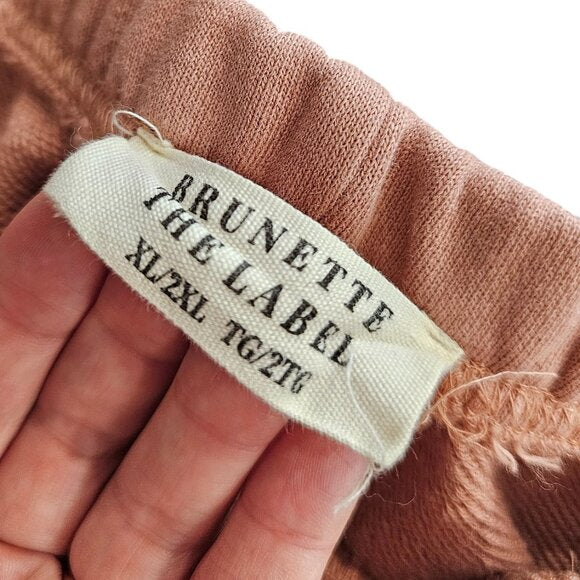 BRUNETTE
THE LABEL
XL/2XL TG/2TG